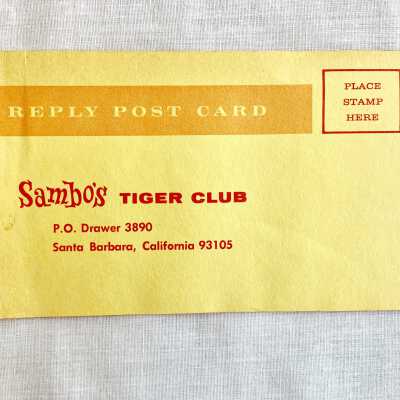 REPLY POST CARD
PLACE
STAMP
HERE
Sambo's TIGER CLUB
P.O. Drawer 3890
Santa Barbara, California 93105